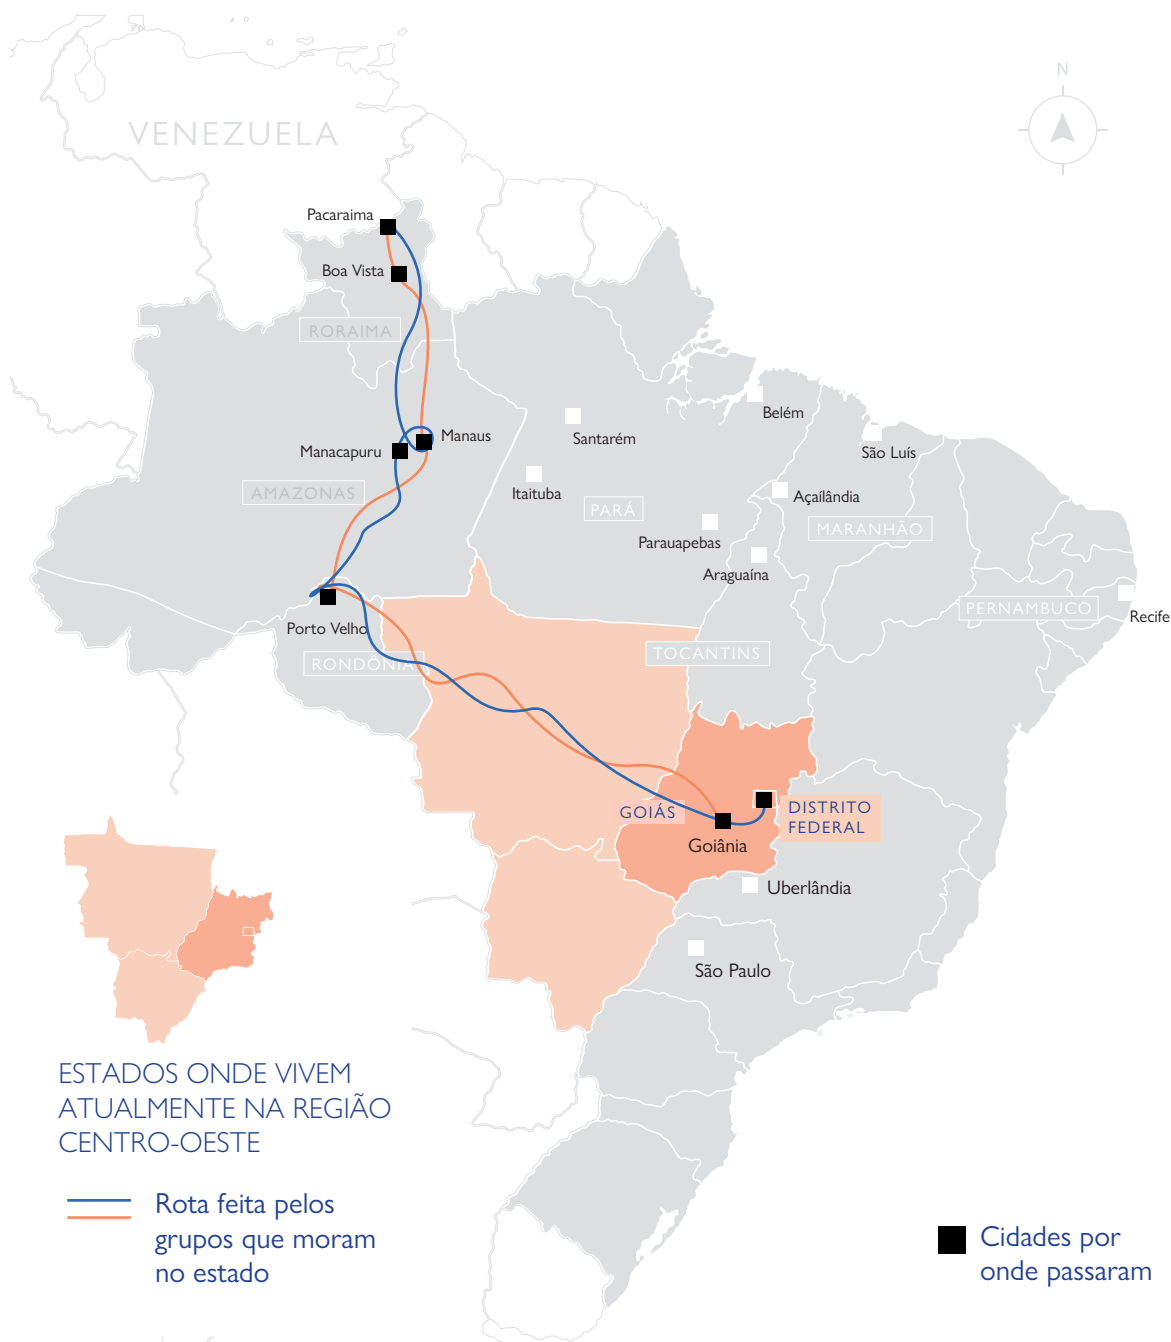 N
VENEZUELA
Pacaraima
Boa Vista
RORAIMA
Belém
Santarém
Manaus
Manacapuru
São Luís
AMAZONAS
Itaituba
Açaílândia
PARÁ
MARANHÃO
Parauapebas
Araguaína
PERNAMBUCO
Recife
Porto Velho
RONDÔNIA
TOCANTINS
GOIÁS
DISTRITO
FEDERAL
Goiânia
Uberlândia
São Paulo
ESTADOS ONDE VIVEM
ATUALMENTE NA REGIÃO
CENTRO-OESTE
Rota feita pelos
grupos que moram
no estado
Cidades por
onde passaram